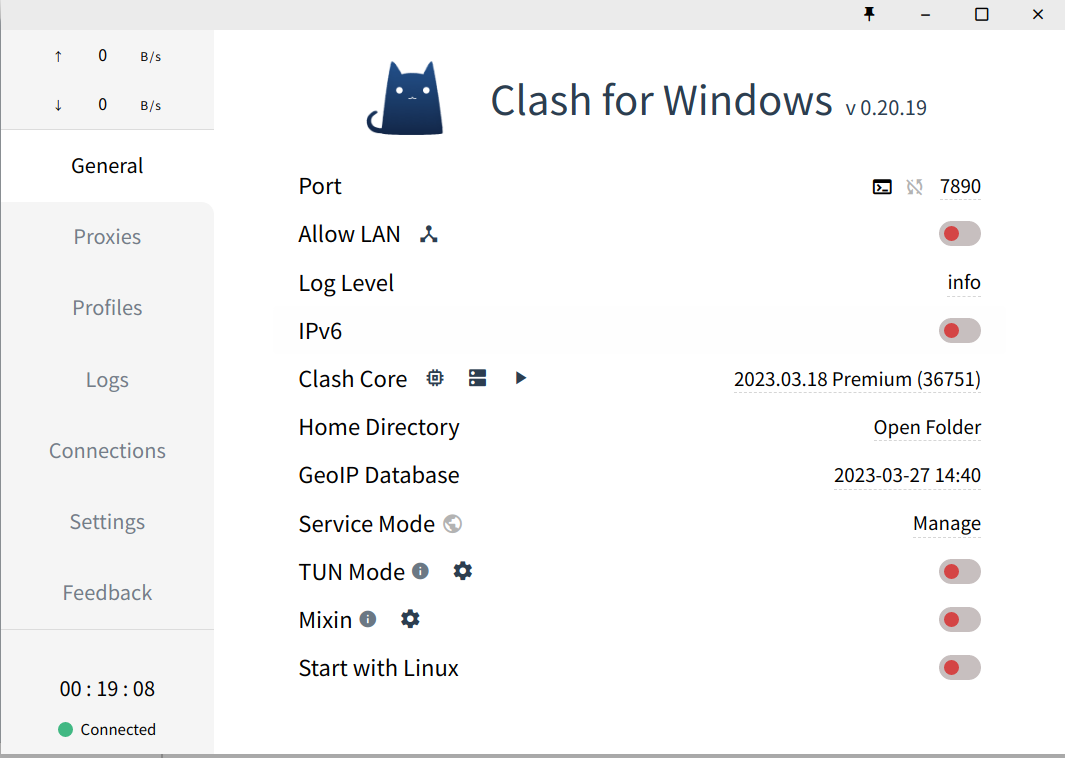 ↑ 0 B/s
↓ 0 B/s
General
Proxies
Profiles
Logs
Connections
Settings
Feedback
00 : 19 : 08
Connected
Clash for Windows v 0.20.19
Port 7890
Allow LAN
Log Level info
IPv6
Clash Core 2023.03.18 Premium (36751)
Home Directory Open Folder
GeoIP Database 2023-03-27 14:40
Service Mode Manage
TUN Mode
Mixin
Start with Linux